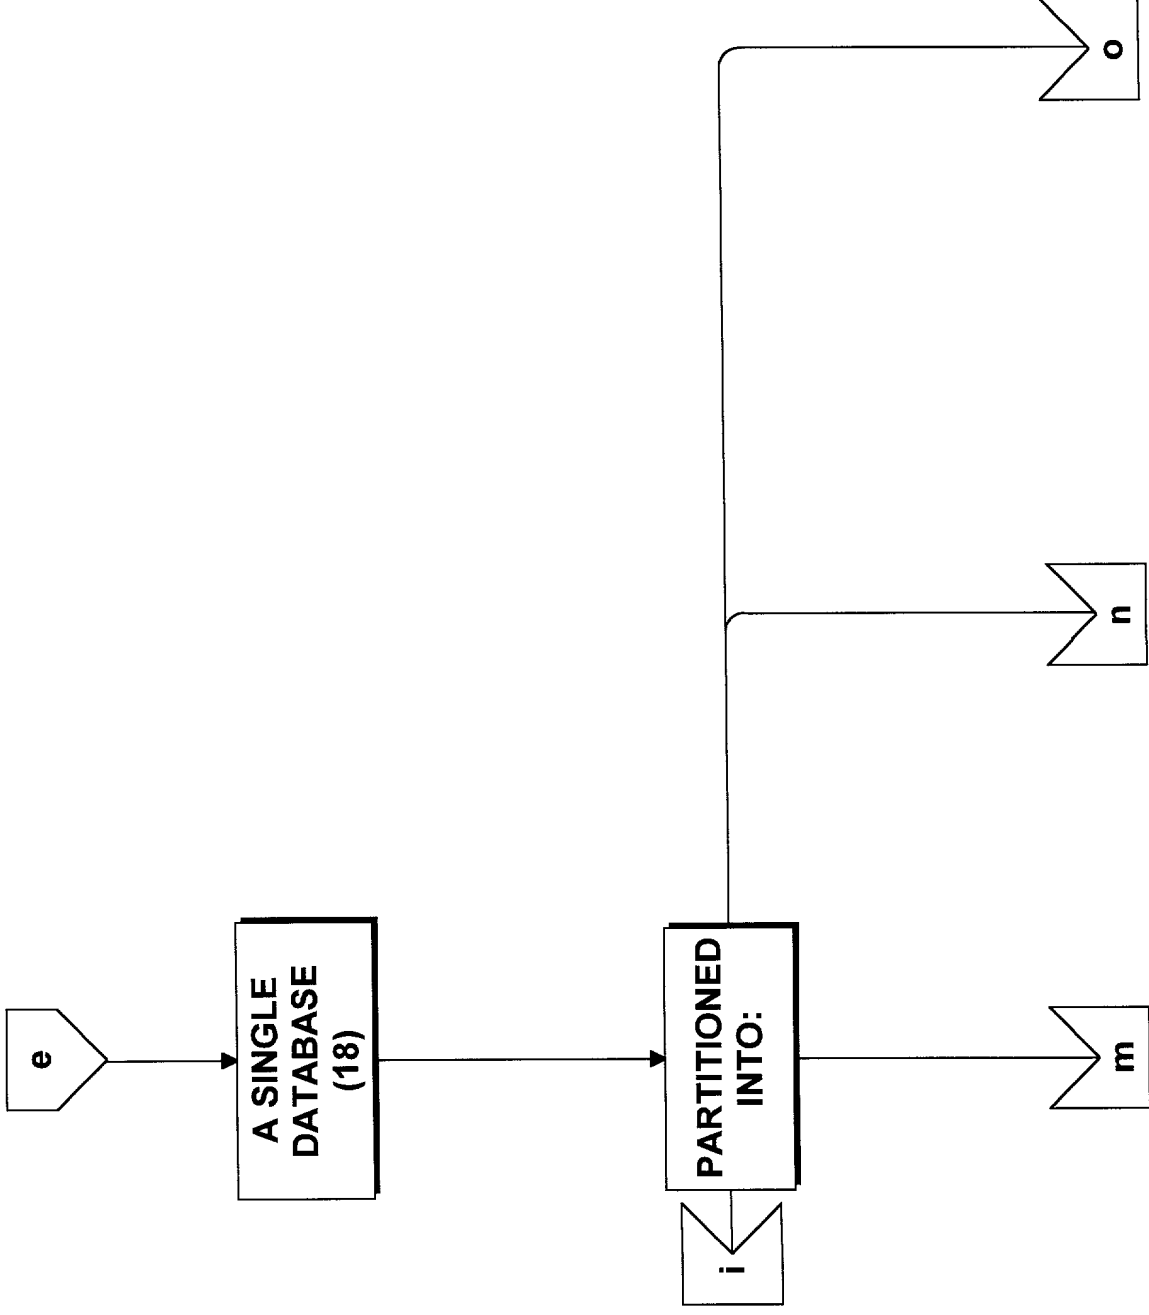 e
A SINGLE
DATABASE
(18)
PARTITIONED
INTO:
i
m
n
o